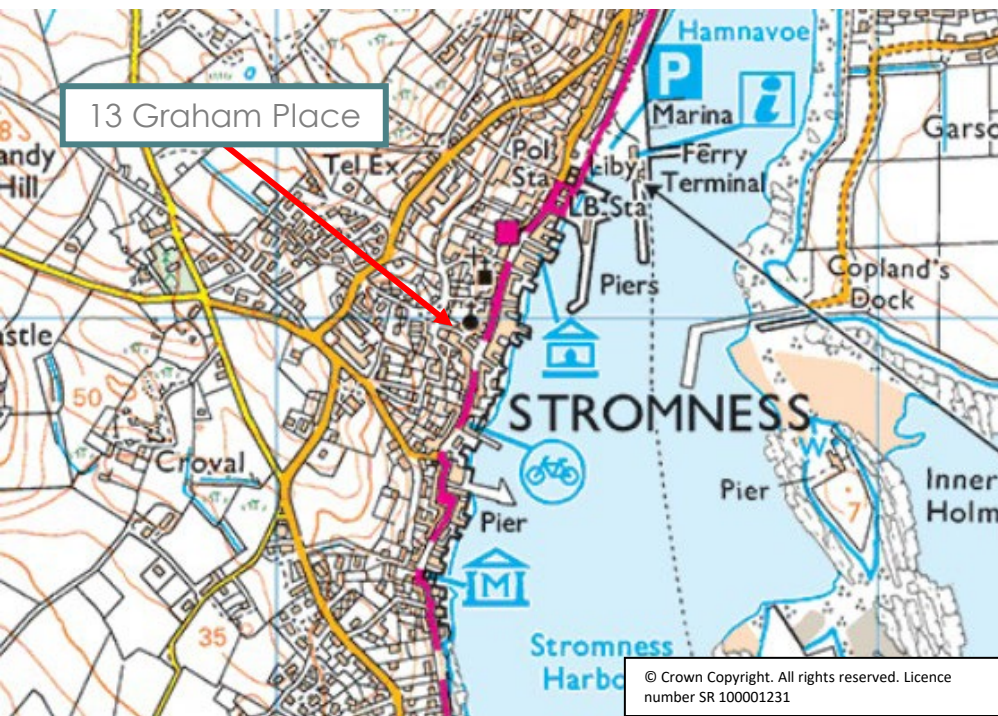 Hamnavoe
P
i
13 Graham Place
Marina
Garso
andy
Hill
Tel Ex
Pol
Sta
Liby
Ferry
Terminal
LB Sta
Copland's
Dock
Piers
astle
50
STROMNESS
W
Croval
Pier
7
Inner
Holm
Pier
M
35
Stromness
Harbo
© Crown Copyright. All rights reserved. Licence
number SR 100001231